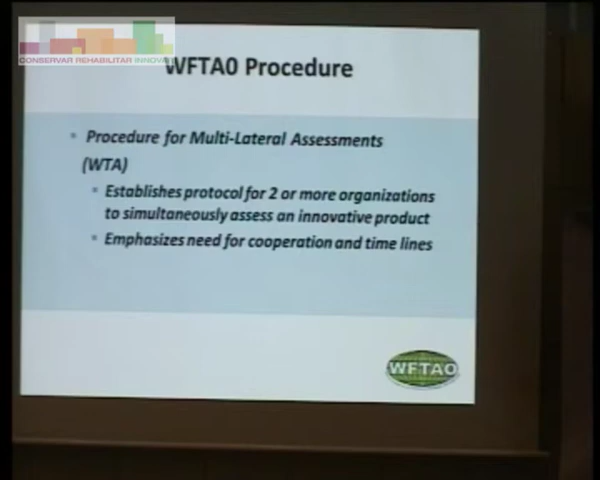 CONSERVAR REHABILITAR INNOVAR
WFTA0 Procedure
Procedure for Multi-Lateral Assessments
(WTA)
Establishes protocol for 2 or more organizations
to simultaneously assess an innovative product
Emphasizes need for cooperation and time lines
WFTAO